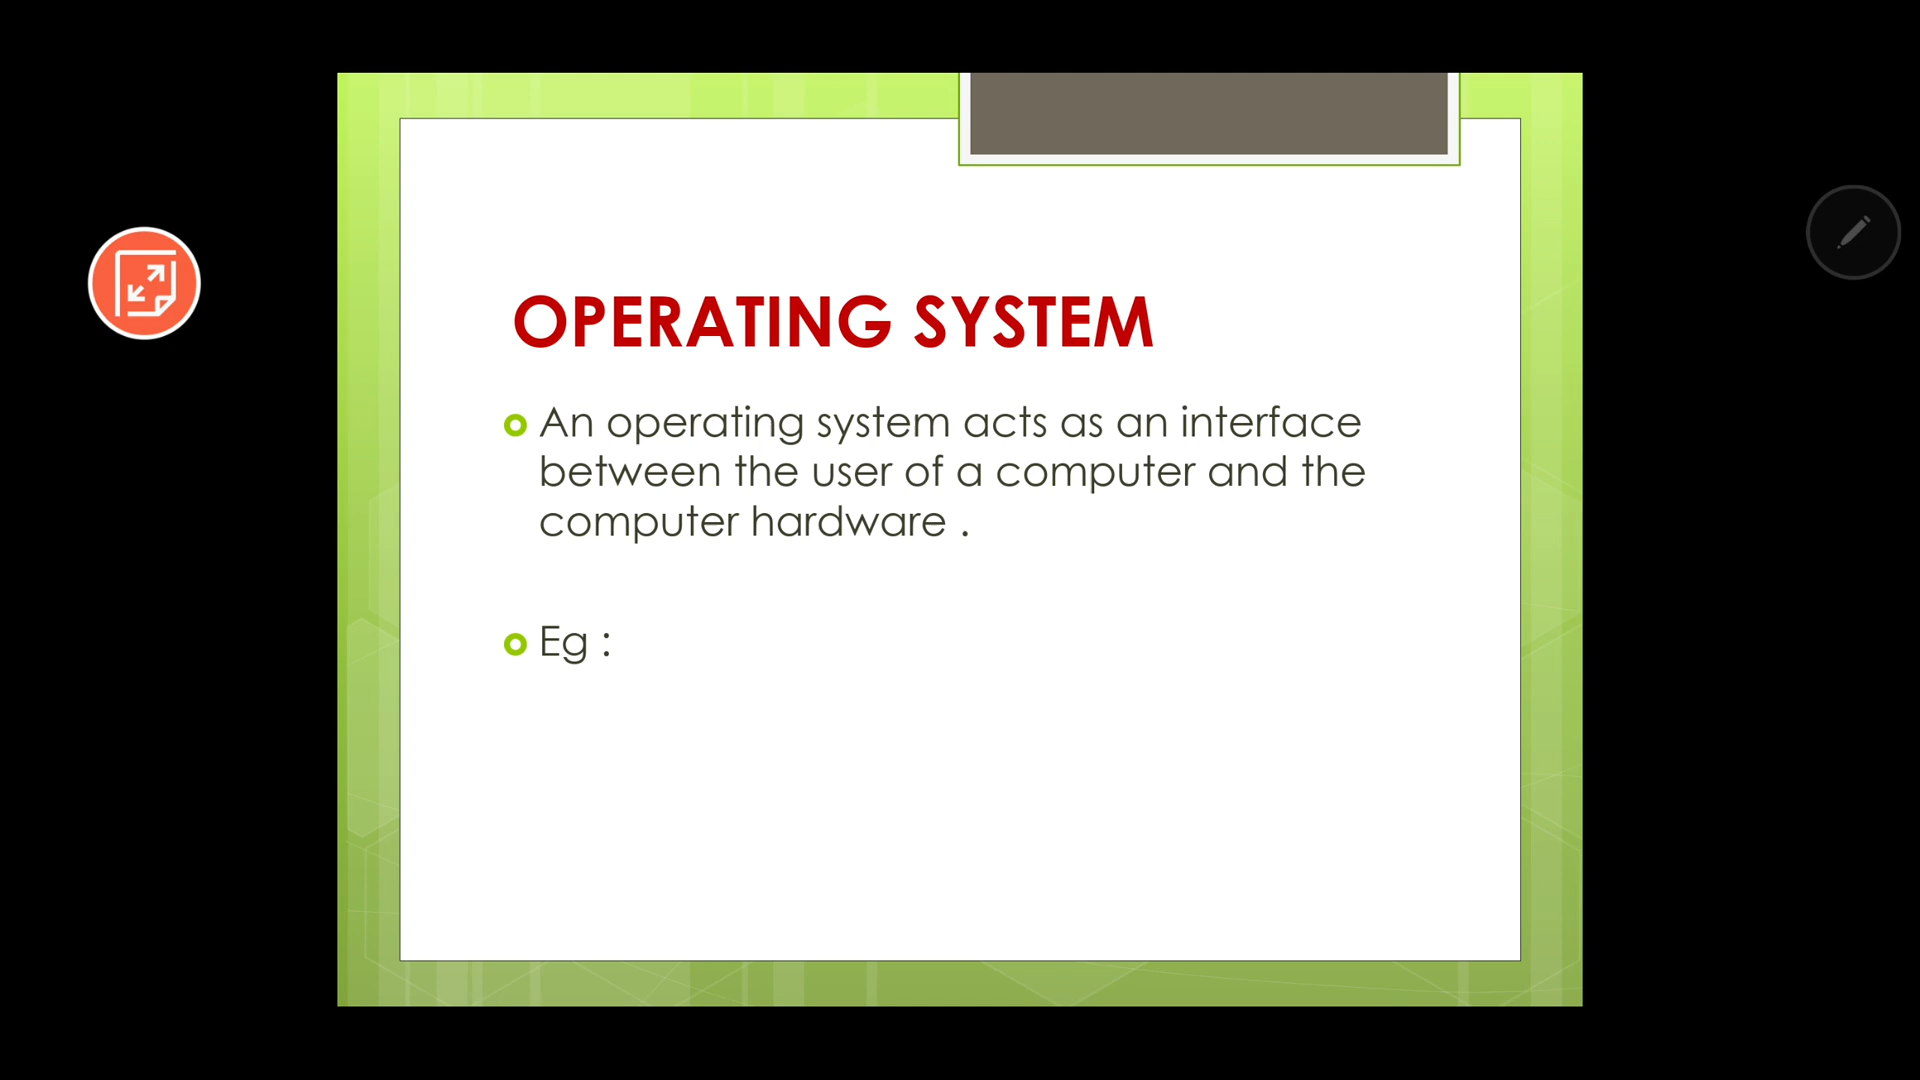 OPERATING SYSTEM
An operating system acts as an interface
between the user of a computer and the
computer hardware .
Eg :